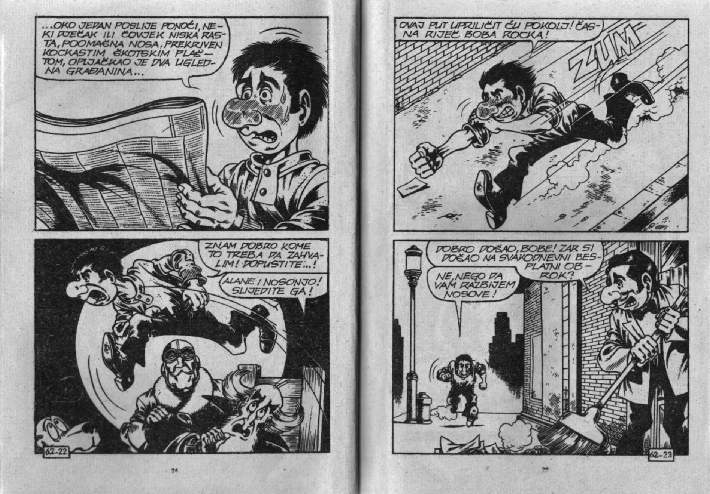 ...OKO JEDAN POSLIJE PONOĆI, NE-
KI DJEČAK ILI ČOVJEK NISKA RAS-
TA, POOMAŠNA NOSA, PREKRIVEN
KOCKASTIM ŠKOTSKIM PLAŠ-
TOM, OPLJAČKAO JE DVA UGLED-
NA GRAĐANINA...
ZNAM DOBRO KOME
TO TREBA DA ZAHVA-
LIM! DOPUSTITE...!
ALANE I NOSONJO!
SLIJEDITE GA!
62-22
OVAJ PUT UPRILIČIT ĆU POKOLJ! ČAS-
NA RIJEČ BOBA ROCKA!
ZUM
DOBRO DOŠAO, BOBE! ZAR SI
DOŠAO NA SVAKODNEVNI BES-
PLATNI OB-
ROK?
NE, NEGO DA
VAM RAZBIJEM
NOSOVE!
62-23